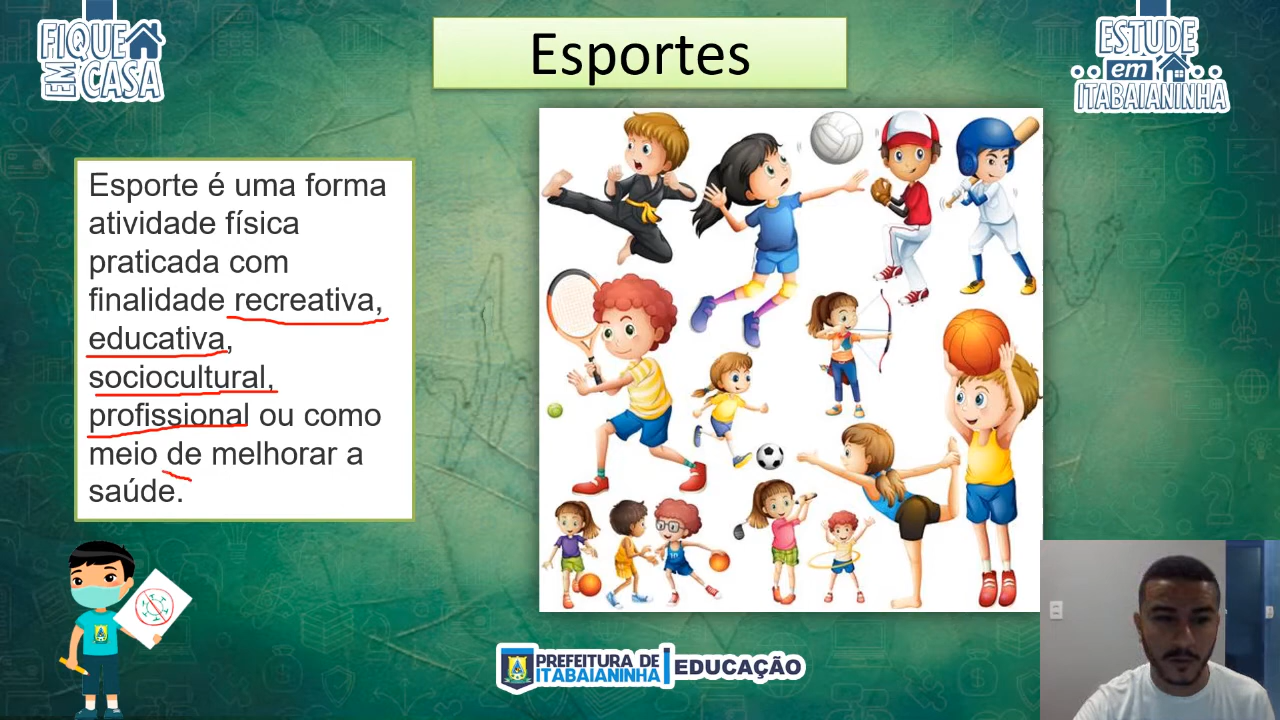 FIQUE
EM
CASA
Esportes
ESTUDE
em
ITABAIANINHA
Esporte é uma forma
atividade física
praticada com
finalidade recreativa,
educativa,
sociocultural,
profissional ou como
meio de melhorar a
saúde.
PREFEITURA DE
ITABAIANINHA
EDUCAÇÃO